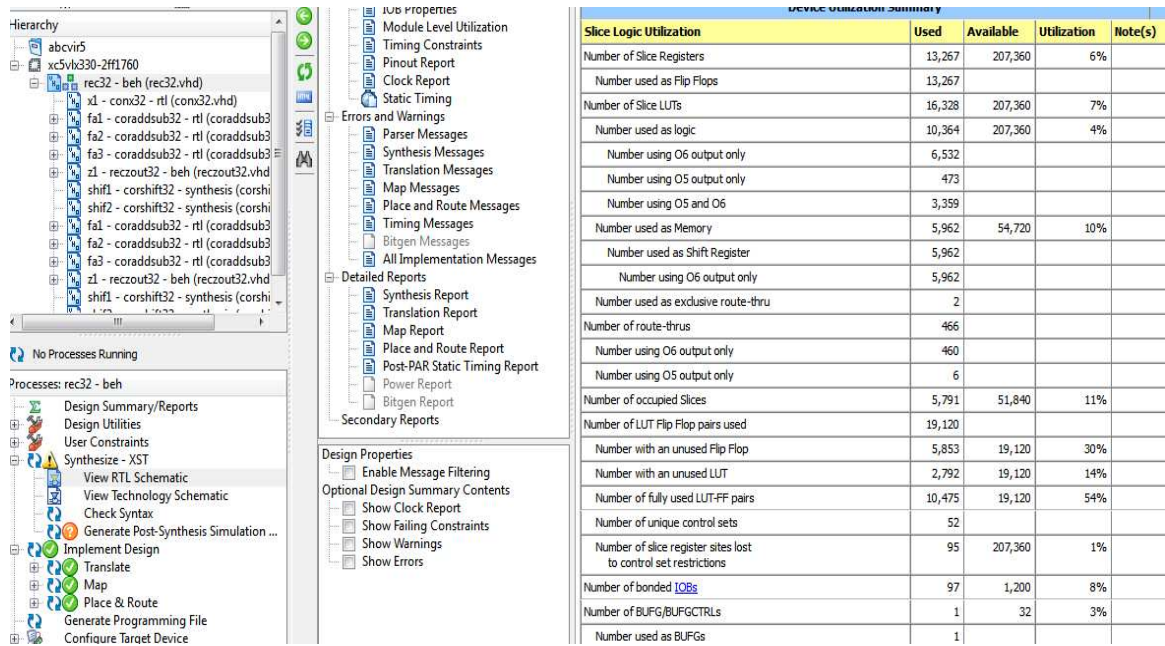 Hierarchy
abcvir5
xc5vlx330-2ff1760
rec32 - beh (rec32.vhd)
x1 - conx32 - rtl (conx32.vhd)
fa1 - coraddsub32 - rtl (coraddsub3
fa2 - coraddsub32 - rtl (coraddsub3
fa3 - coraddsub32 - rtl (coraddsub3
z1 - reczout32 - beh (reczout32.vhd
shif1 - corshift32 - synthesis (corshi
shif2 - corshift32 - synthesis (corshi
fa1 - coraddsub32 - rtl (coraddsub3
fa2 - coraddsub32 - rtl (coraddsub3
fa3 - coraddsub32 - rtl (coraddsub3
z1 - reczout32 - beh (reczout32.vhd
shif1 - corshift32 - synthesis (corshi
No Processes Running
Processes: rec32 - beh
Design Summary/Reports
Design Utilities
User Constraints
Synthesize - XST
View RTL Schematic
View Technology Schematic
Check Syntax
Generate Post-Synthesis Simulation ...
Implement Design
Translate
Map
Place & Route
Generate Programming File
Configure Target Device
IOB Properties
Module Level Utilization
Timing Constraints
Pinout Report
Clock Report
Static Timing
Errors and Warnings
Parser Messages
Synthesis Messages
Translation Messages
Map Messages
Place and Route Messages
Timing Messages
Bitgen Messages
All Implementation Messages
Detailed Reports
Synthesis Report
Translation Report
Map Report
Place and Route Report
Post-PAR Static Timing Report
Power Report
Bitgen Report
Secondary Reports
Design Properties
Enable Message Filtering
Optional Design Summary Contents
Show Clock Report
Show Failing Constraints
Show Warnings
Show Errors
Device Utilization Summary
Slice Logic Utilization Used Available Utilization Note(s)
Number of Slice Registers 13,267 207,360 6%
Number used as Flip Flops 13,267
Number of Slice LUTs 16,328 207,360 7%
Number used as logic 10,364 207,360 4%
Number using O6 output only 6,532
Number using O5 output only 473
Number using O5 and O6 3,359
Number used as Memory 5,962 54,720 10%
Number used as Shift Register 5,962
Number using O6 output only 5,962
Number used as exclusive route-thru 2
Number of route-thrus 466
Number using O6 output only 460
Number using O5 output only 6
Number of occupied Slices 5,791 51,840 11%
Number of LUT Flip Flop pairs used 19,120
Number with an unused Flip Flop 5,853 19,120 30%
Number with an unused LUT 2,792 19,120 14%
Number of fully used LUT-FF pairs 10,475 19,120 54%
Number of unique control sets 52
Number of slice register sites lost
to control set restrictions 95 207,360 1%
Number of bonded IOBs 97 1,200 8%
Number of BUFG/BUFGCTRLs 1 32 3%
Number used as BUFGs 1